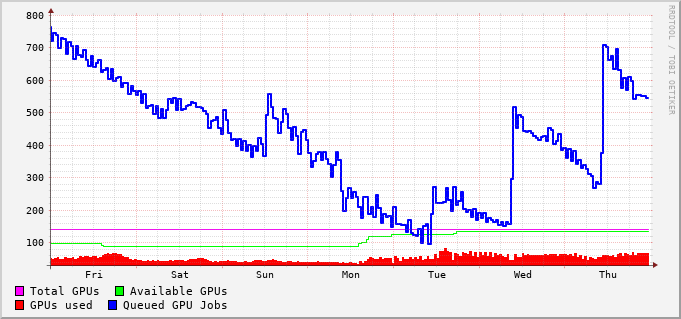 800
700
600
500
400
300
200
100
Fri Sat Sun Mon Tue Wed Thu
Total GPUs Available GPUs
GPUs used Queued GPU Jobs
RRDTOOL / TOBI OETIKER